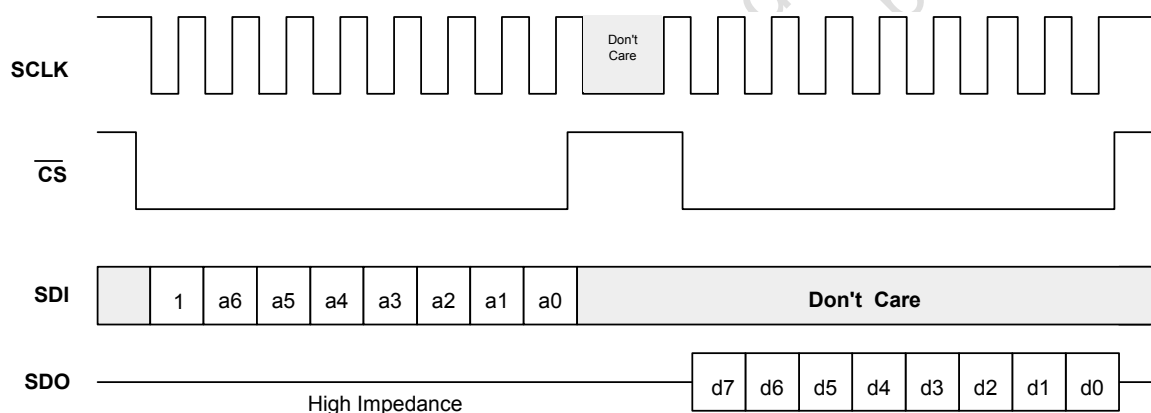 Don't
Care
SCLK
CS
SDI
1 a6 a5 a4 a3 a2 a1 a0
Don't Care
SDO
d7 d6 d5 d4 d3 d2 d1 d0
High Impedance